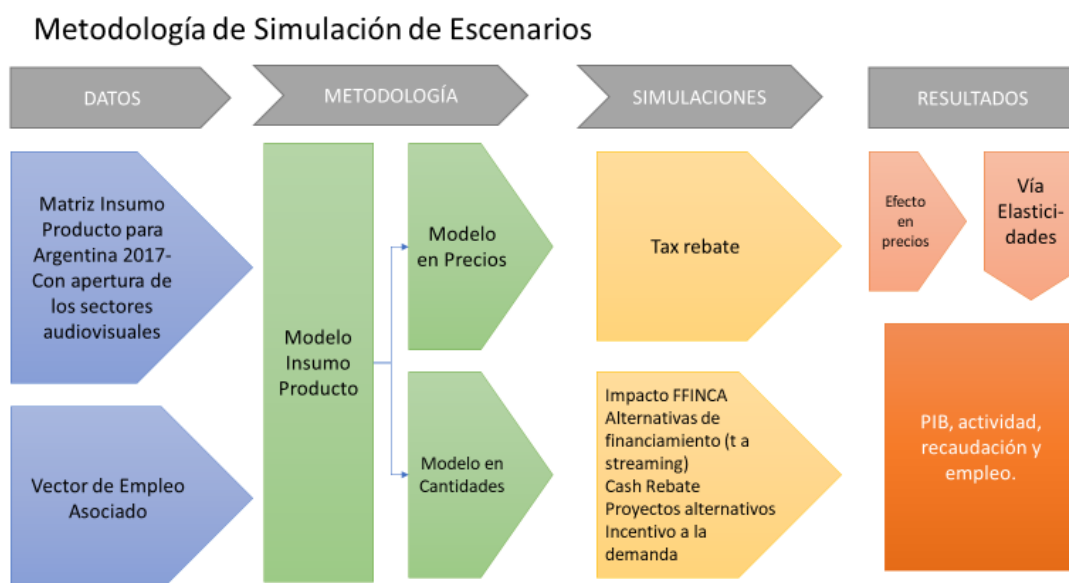 Metodología de Simulación de Escenarios
DATOS
METODOLOGÍA
SIMULACIONES
RESULTADOS
Matriz Insumo
Producto para
Argentina 2017-
Con apertura de
los sectores
audiovisuales
Vector de Empleo
Asociado
Modelo
Insumo
Producto
Modelo
en Precios
Modelo en
Cantidades
Tax rebate
Impacto FFINCA
Alternativas de
financiamiento (t a
streaming)
Cash Rebate
Proyectos alternativos
Incentivo a la
demanda
Efecto
en
precios
Vía
Elastici-
dades
PIB, actividad,
recaudación y
empleo.